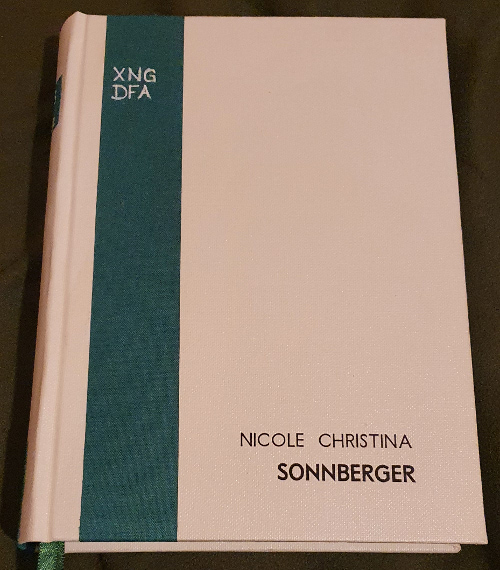 XNG
DFA
NICOLE CHRISTINA
SONNBERGER